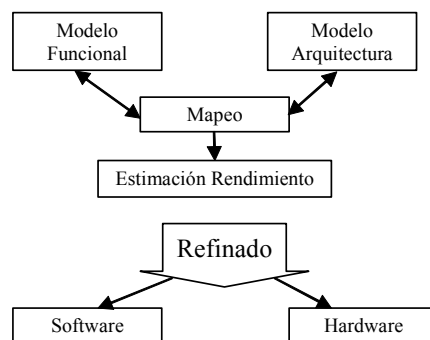 Modelo
Funcional
Modelo
Arquitectura
Mapeo
Estimación Rendimiento
Refinado
Software
Hardware